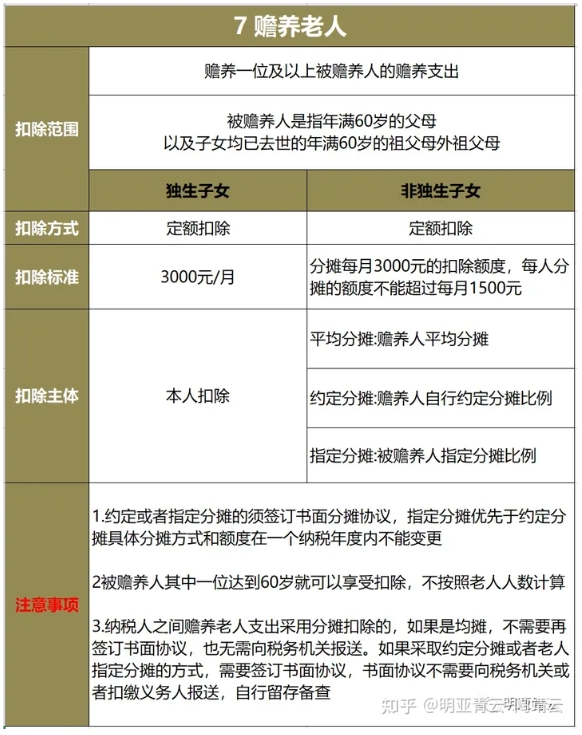 7 赡养老人
扣除范围
赡养一位及以上被赡养人的赡养支出
被赡养人是指年满60岁的父母
以及子女均已去世的年满60岁的祖父母外祖父母
独生子女
非独生子女
扣除方式
定额扣除
定额扣除
扣除标准
3000元/月
分摊每月3000元的扣除额度，每人分
摊的额度不能超过每月1500元
扣除主体
本人扣除
平均分摊:赡养人平均分摊
约定分摊:赡养人自行约定分摊比例
指定分摊:被赡养人指定分摊比例
注意事项
1.约定或者指定分摊的须签订书面分摊协议，指定分摊优先于约定分
摊具体分摊方式和额度在一个纳税年度内不能变更
2被赡养人其中一位达到60岁就可以享受扣除，不按照老人人数计算
3.纳税人之间赡养老人支出采用分摊扣除的，如果是均摊，不需要再
签订书面协议，也无需向税务机关报送。如果采取约定分摊或者老人
指定分摊的方式，需要签订书面协议，书面协议不需要向税务机关或
者扣缴义务人报送，自行留存备查
知乎 @明亚菁云